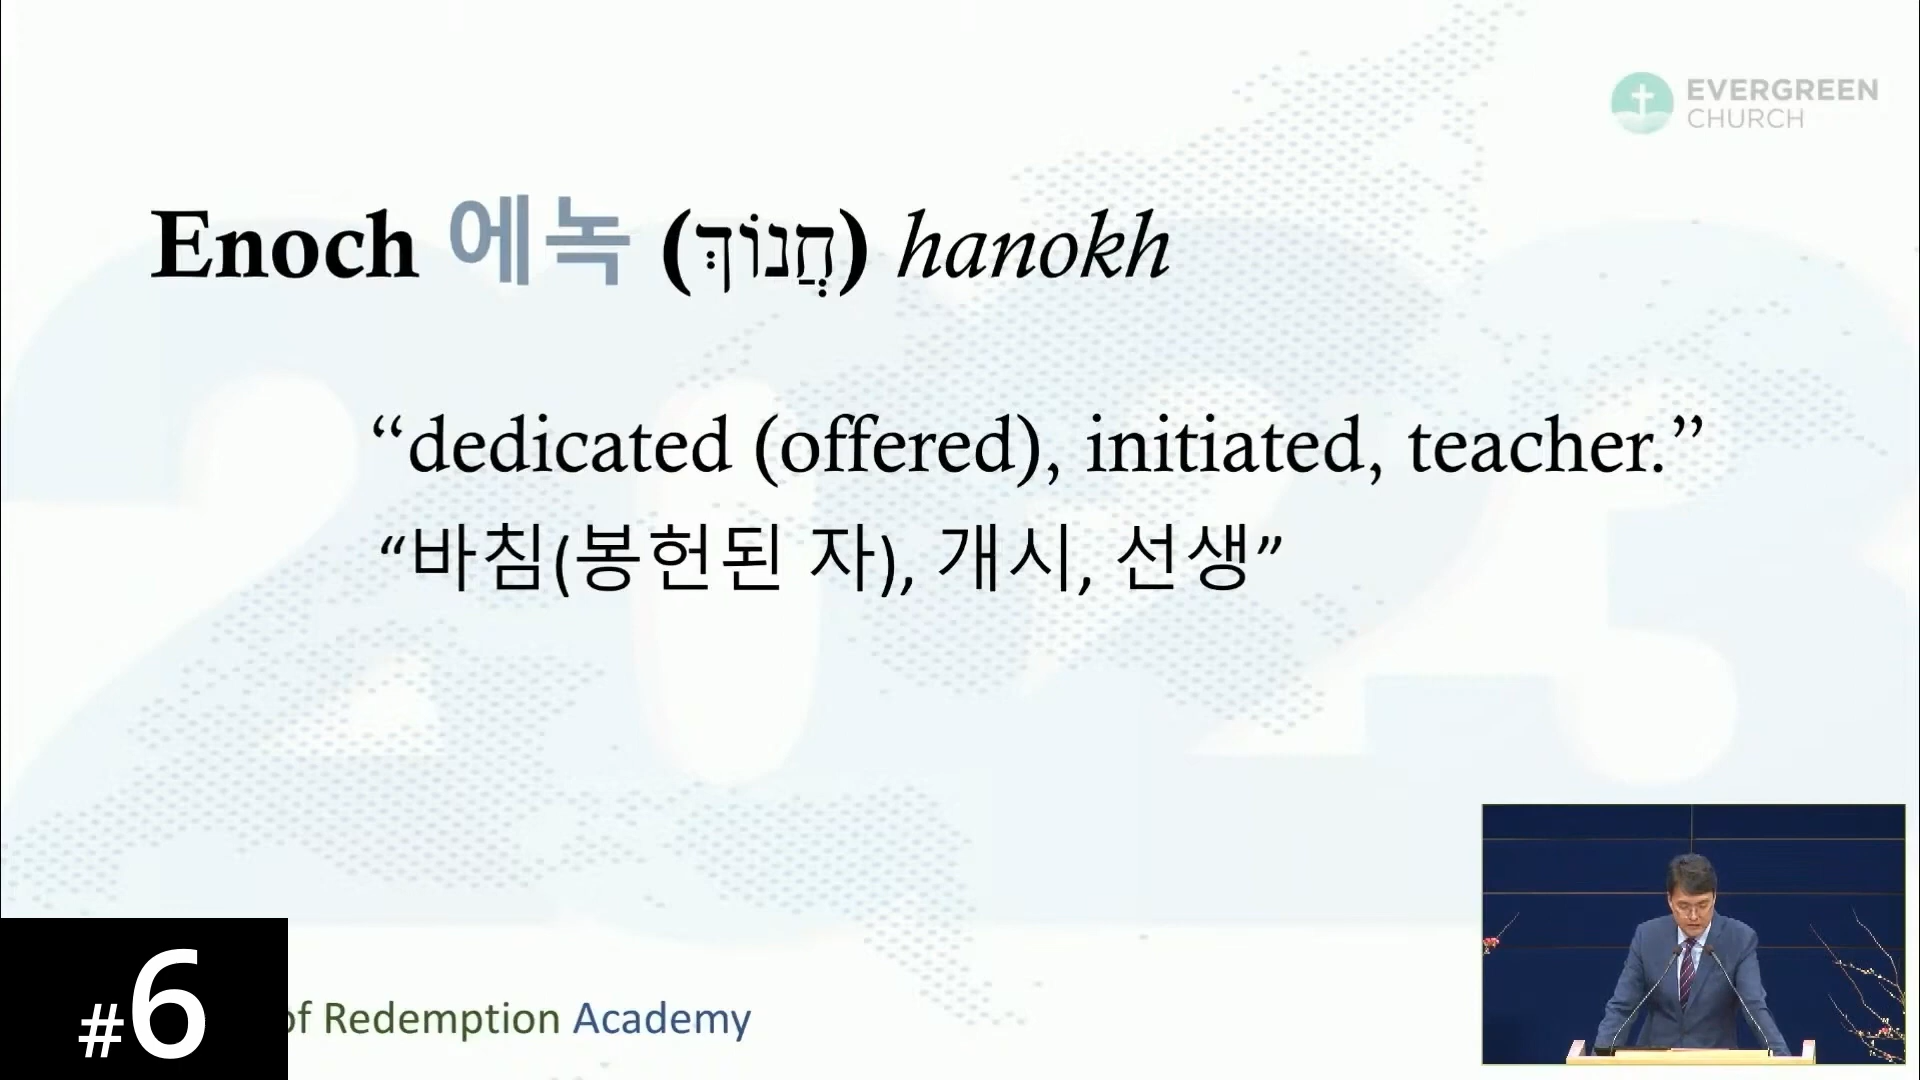 EVERGREEN
CHURCH
Enoch 에녹 (חֲנוֹךְ) hanokh
“dedicated (offered), initiated, teacher.”
“바침(봉헌된 자), 개시, 선생”
#6
of Redemption Academy